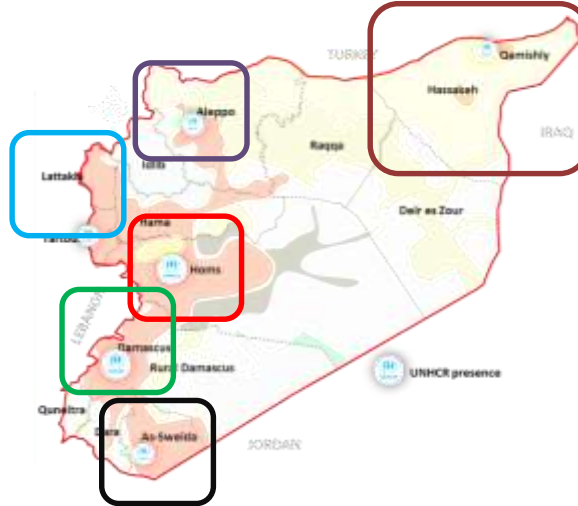 TURKEY
Qamishly
Hassakeh
Aleppo
IRAQ
Idlib
Raqqa
Lattakia
Deir es Zour
Hama
Tartous
Homs
LEBANON
Damascus
Rural Damascus
UNHCR presence
Quneitra
Dara
As-Sweida
JORDAN